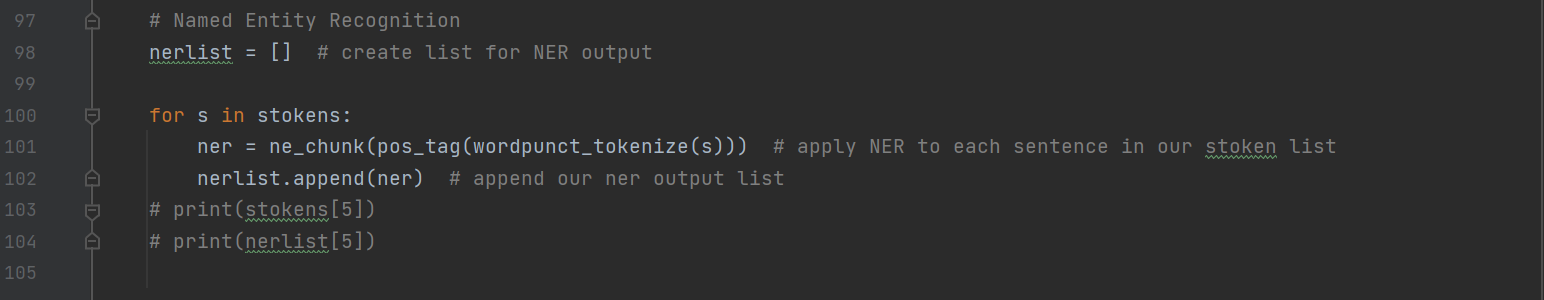 97 # Named Entity Recognition
98 nerlist = []  # create list for NER output
99
100 for s in stokens:
101     ner = ne_chunk(pos_tag(wordpunct_tokenize(s)))  # apply NER to each sentence in our stoken list
102     nerlist.append(ner)  # append our ner output list
103 # print(stokens[5])
104 # print(nerlist[5])
105